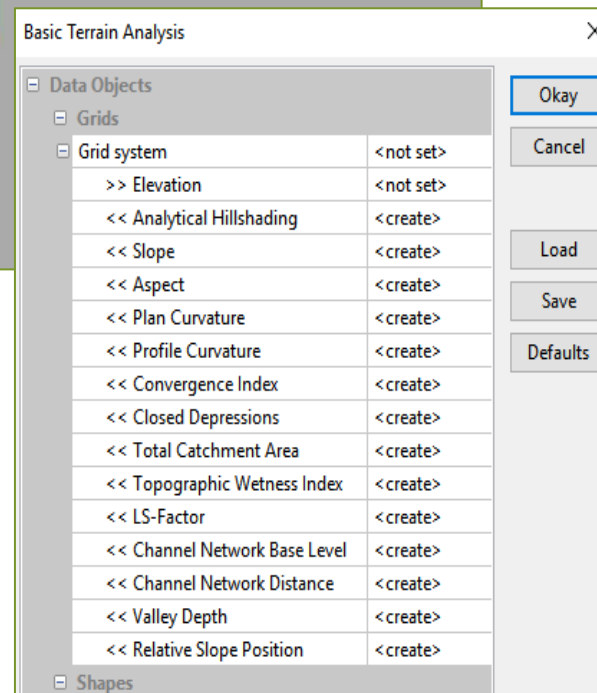 Basic Terrain Analysis
Data Objects
Okay
Grids
Grid system <not set>
Cancel
>> Elevation <not set>
<< Analytical Hillshading <create>
<< Slope <create>
Load
<< Aspect <create>
Save
<< Plan Curvature <create>
<< Profile Curvature <create>
Defaults
<< Convergence Index <create>
<< Closed Depressions <create>
<< Total Catchment Area <create>
<< Topographic Wetness Index <create>
<< LS-Factor <create>
<< Channel Network Base Level <create>
<< Channel Network Distance <create>
<< Valley Depth <create>
<< Relative Slope Position <create>
Shapes